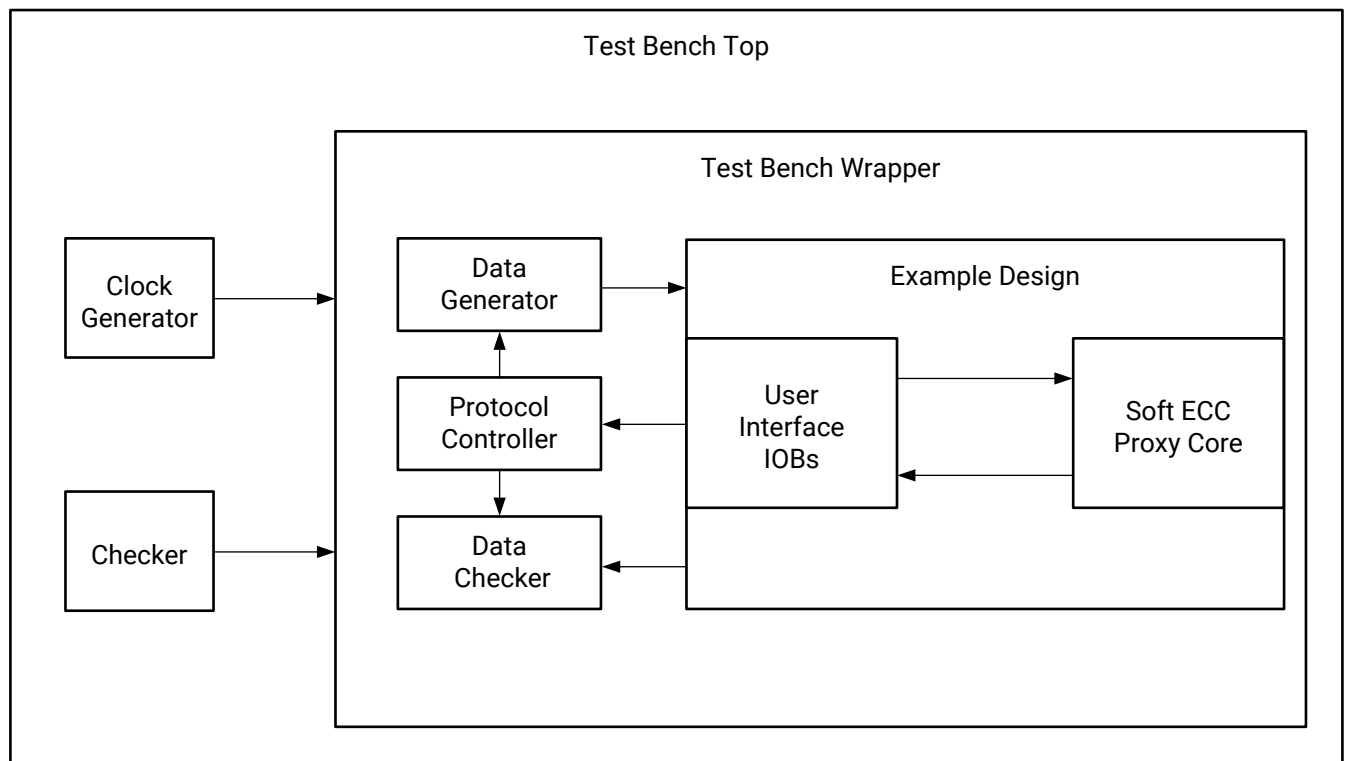 Test Bench Top
Test Bench Wrapper
Clock
Generator
Data
Generator
Example Design
Protocol
Controller
User
Interface
IOBs
Soft ECC
Proxy Core
Checker
Data
Checker